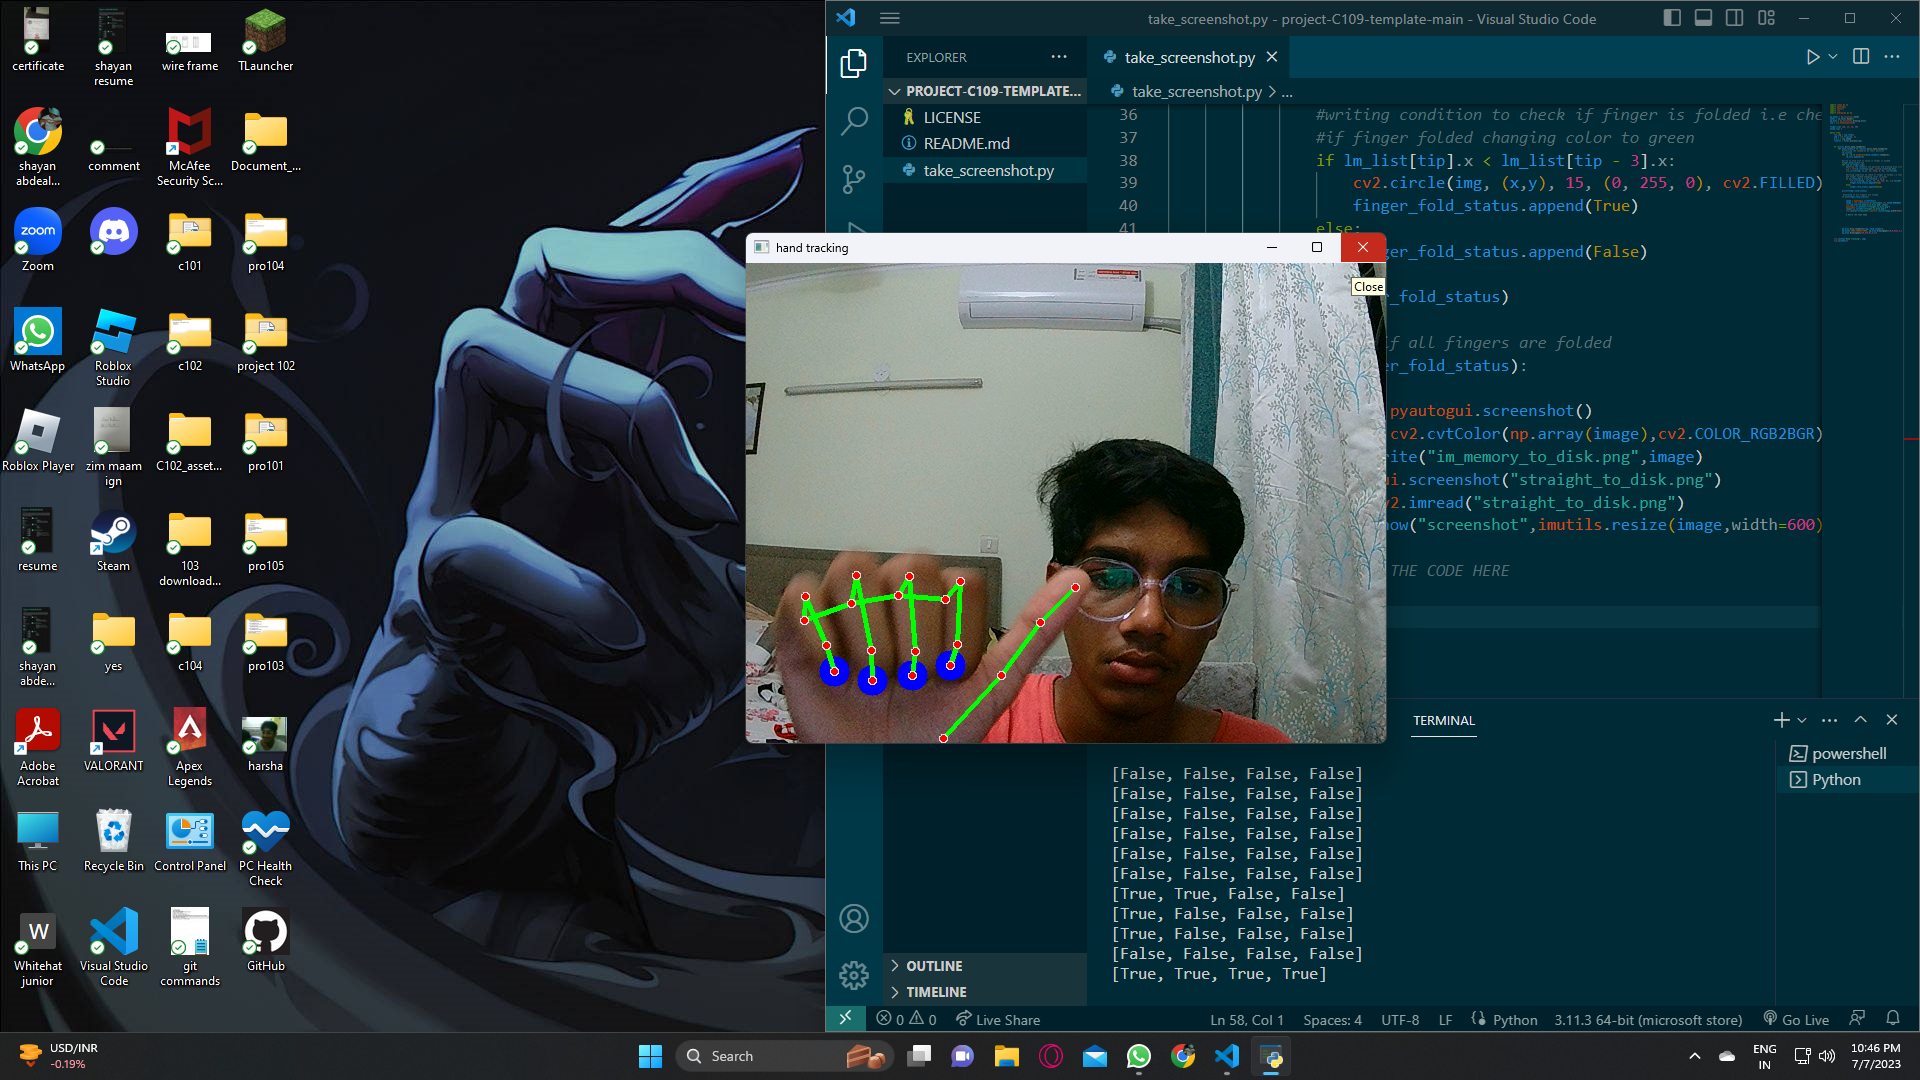 certificate
shayan
resume
wire frame
TLauncher
shayan
abdeal...
comment
McAfee
Security Sc...
Document_...
zoom
Zoom
c101
pro104
WhatsApp
Roblox
Studio
c102
project 102
Roblox Player
zim maam
ign
C102_asset...
pro101
resume
Steam
103
download...
pro105
shayan
abde...
yes
c104
pro103
Adobe
Acrobat
VALORANT
Apex
Legends
harsha
This PC
Recycle Bin
Control Panel
PC Health
Check
W
Whitehat
junior
Visual Studio
Code
git
commands
GitHub
take_screenshot.py - project-C109-template-main - Visual Studio Code
EXPLORER
take_screenshot.py
PROJECT-C109-TEMPLATE...
LICENSE
README.md
take_screenshot.py
take_screenshot.py > ...
36 #writing condition to check if finger is folded i.e che
37 #if finger folded changing color to green
38 if lm_list[tip].x < lm_list[tip - 3].x:
39 cv2.circle(img, (x,y), 15, (0, 255, 0), cv2.FILLED)
40 finger_fold_status.append(True)
41 else:
ger_fold_status.append(False)
r_fold_status)
f all fingers are folded
er_fold_status):
pyautogui.screenshot()
cv2.cvtColor(np.array(image),cv2.COLOR_RGB2BGR)
rite("im_memory_to_disk.png",image)
ui.screenshot("straight_to_disk.png")
v2.imread("straight_to_disk.png")
how("screenshot",imutils.resize(image,width=600)
THE CODE HERE
hand tracking
Close
TERMINAL
powershell
Python
[False, False, False, False]
[False, False, False, False]
[False, False, False, False]
[False, False, False, False]
[False, False, False, False]
[False, False, False, False]
[True, True, False, False]
[True, False, False, False]
[True, False, False, False]
[False, False, False, False]
[True, True, True, True]
OUTLINE
TIMELINE
0 0 Live Share
Ln 58, Col 1 Spaces: 4 UTF-8 LF Python 3.11.3 64-bit (microsoft store) Go Live
USD/INR
-0.19%
Search
ENG
IN
10:46 PM
7/7/2023